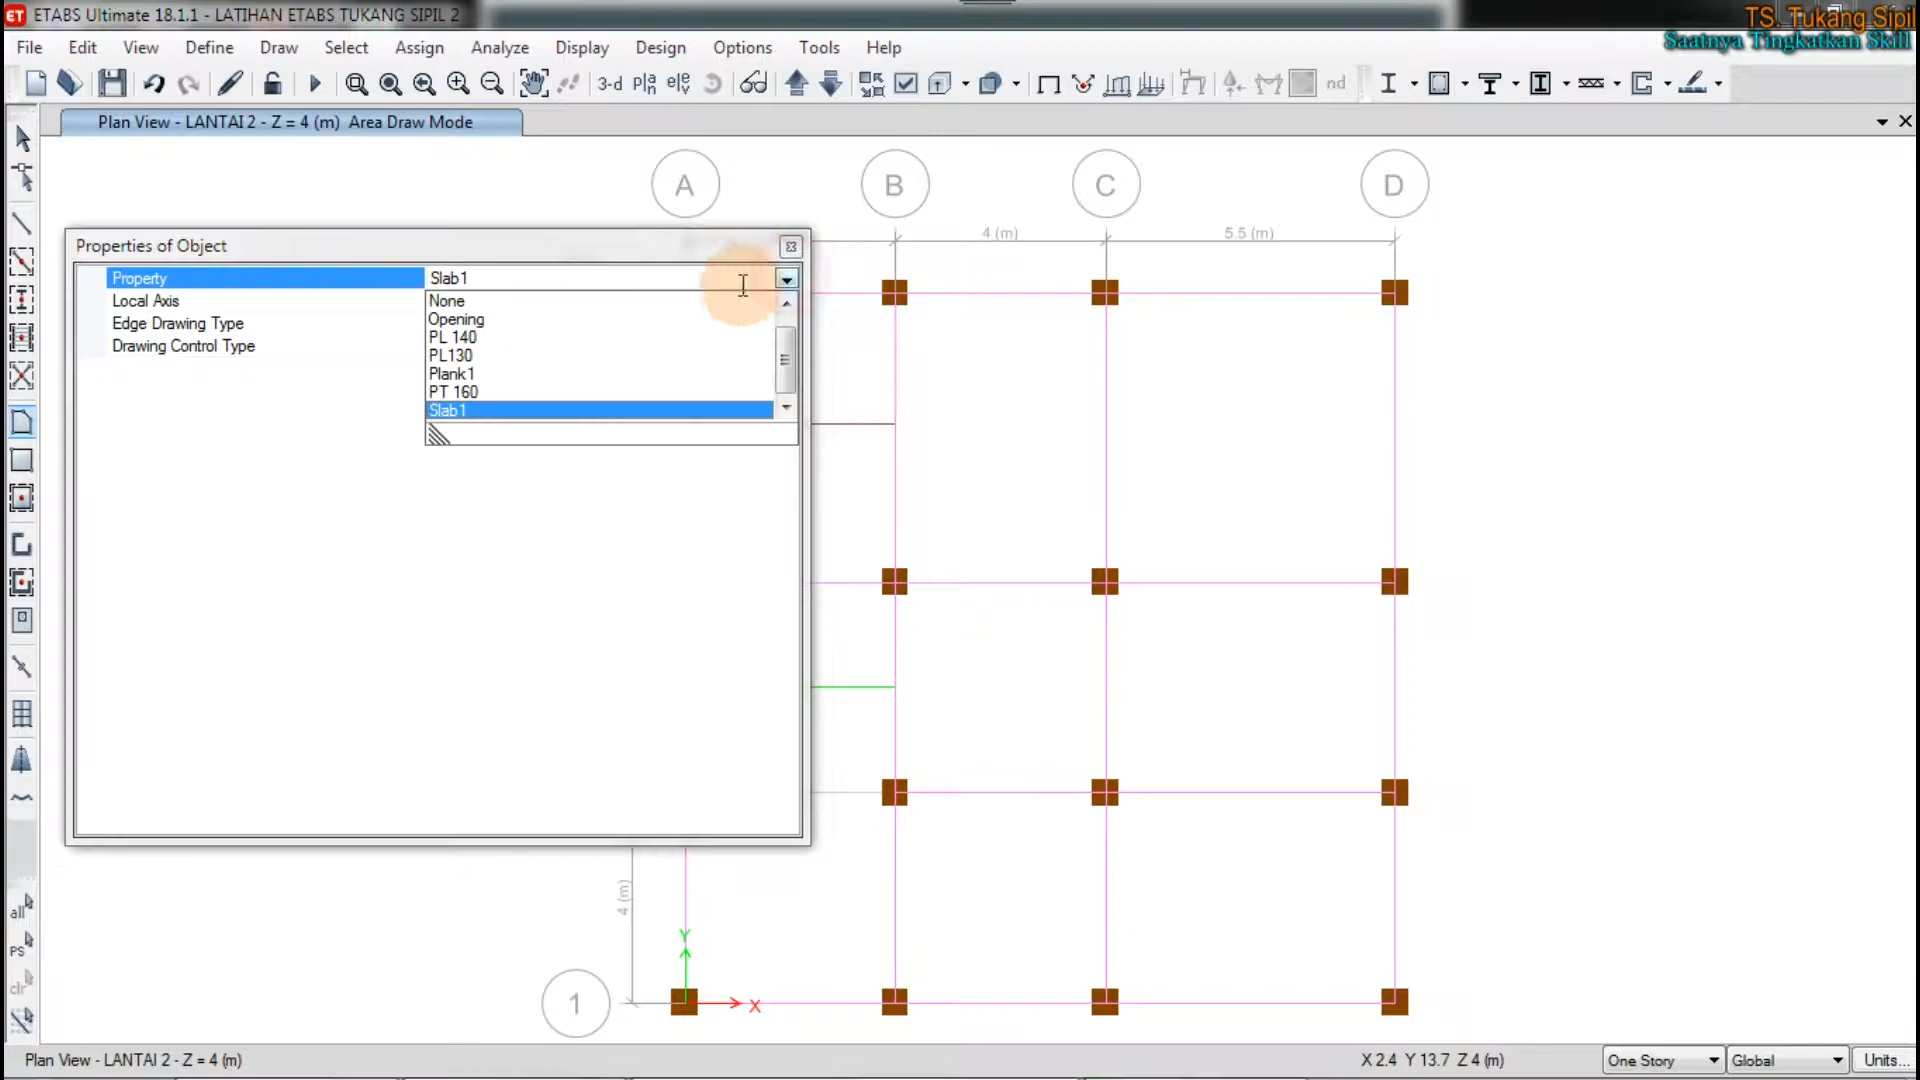 ETABS Ultimate 18.1.1 - LATIHAN ETABS TUKANG SIPIL 2
TS. Tukang Sipil
Saatnya Tingkatkan Skill
File Edit View Define Draw Select Assign Analyze Display Design Options Tools Help
3-d nd
Plan View - LANTAI 2 - Z = 4 (m) Area Draw Mode
A B C D
4 (m) 5.5 (m)
Properties of Object
Property Slab1
Local Axis None
Edge Drawing Type Opening
Drawing Control Type PL 140
PL130
Plank1
PT 160
Slab1
4 (m)
Y
1 X
all
PS
clr
Plan View - LANTAI 2 - Z = 4 (m) X 2.4 Y 13.7 Z 4 (m) One Story Global Units...